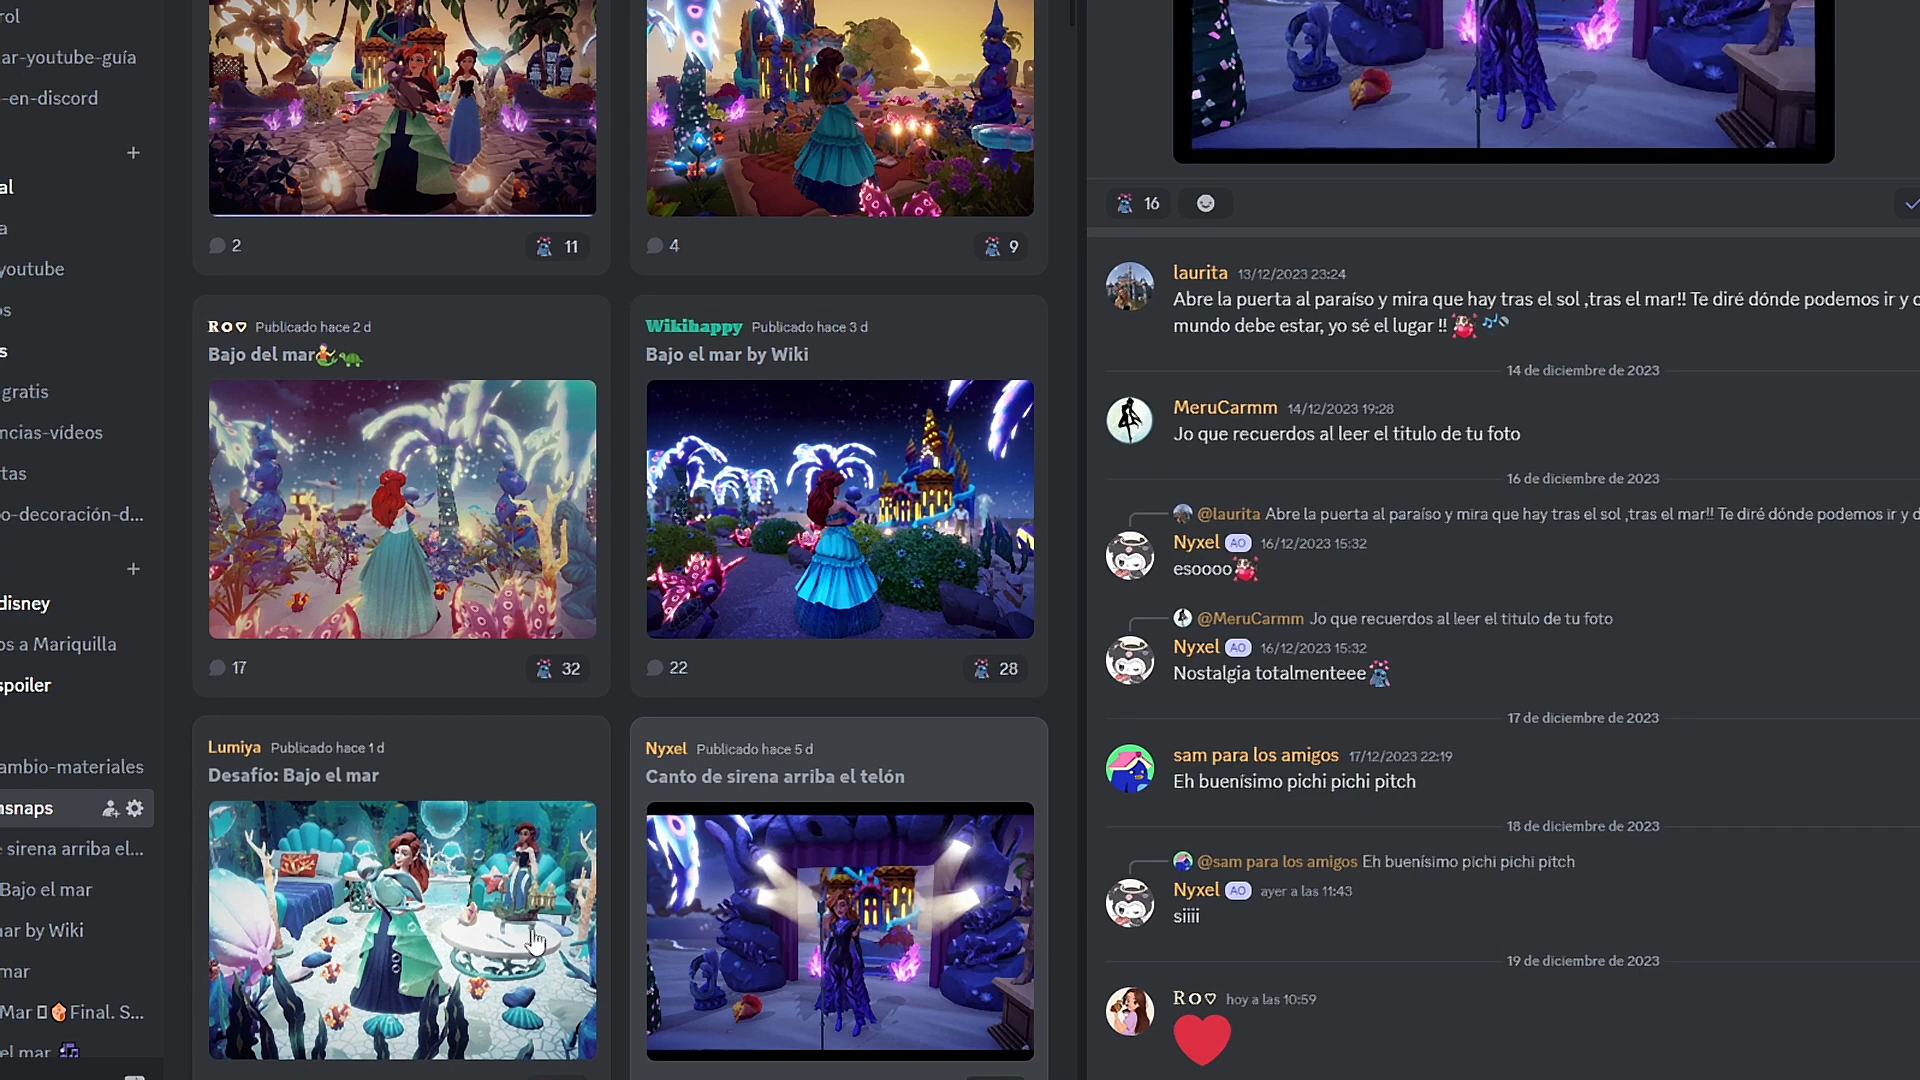 rol
ar-youtube-guía
-en-discord
al
a
youtube
os
s
gratis
ncias-vídeos
tas
o-decoración-d...
disney
os a Mariquilla
spoiler
ambio-materiales
nsnaps
e sirena arriba el...
Bajo el mar
nar by Wiki
mar
Mar Final. S...
el mar
2
11
4
9
Ro♡ Publicado hace 2 d
Bajo del mar🧜‍♀️🐢
17
32
Wikihappy Publicado hace 3 d
Bajo el mar by Wiki
22
28
Lumiya Publicado hace 1 d
Desafío: Bajo el mar
Nyxel Publicado hace 5 d
Canto de sirena arriba el telón
16
laurita 13/12/2023 23:24
Abre la puerta al paraíso y mira que hay tras el sol ,tras el mar!! Te diré dónde podemos ir y c
mundo debe estar, yo sé el lugar !!
14 de diciembre de 2023
MeruCarmm 14/12/2023 19:28
Jo que recuerdos al leer el titulo de tu foto
16 de diciembre de 2023
@laurita Abre la puerta al paraíso y mira que hay tras el sol ,tras el mar!! Te diré dónde podemos ir y d
Nyxel AO 16/12/2023 15:32
esoooo
@MeruCarmm Jo que recuerdos al leer el titulo de tu foto
Nyxel AO 16/12/2023 15:32
Nostalgia totalmenteee
17 de diciembre de 2023
sam para los amigos 17/12/2023 22:19
Eh buenísimo pichi pichi pitch
18 de diciembre de 2023
@sam para los amigos Eh buenísimo pichi pichi pitch
Nyxel AO ayer a las 11:43
siiii
19 de diciembre de 2023
Ro♡ hoy a las 10:59
❤️